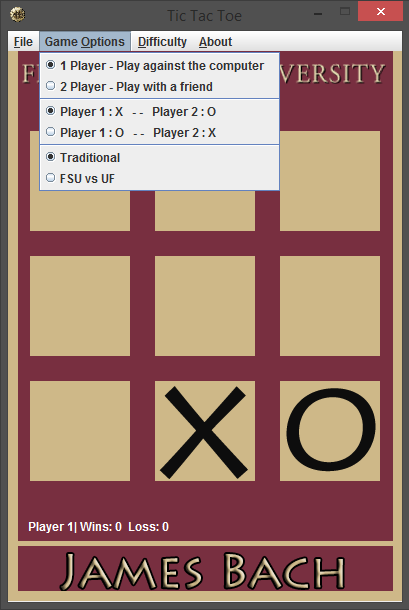 Tic Tac Toe
File Game Options Difficulty About
1 Player - Play against the computer
2 Player - Play with a friend
Player 1 : X -- Player 2 : O
Player 1 : O -- Player 2 : X
Traditional
FSU vs UF
VERSITY
X O
Player 1| Wins: 0 Loss: 0
James Bach